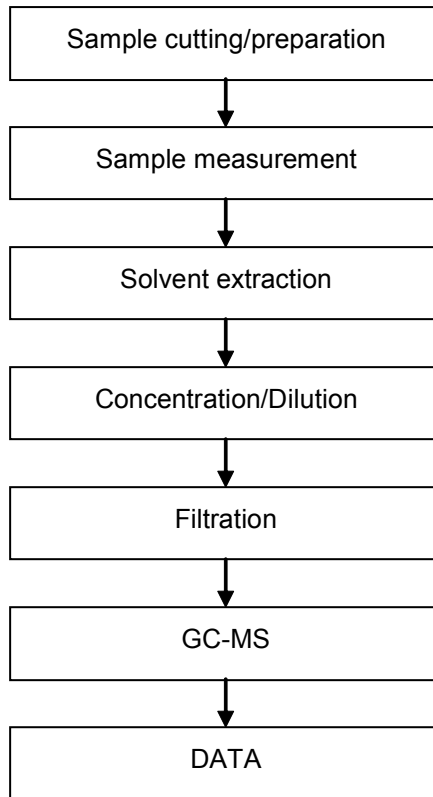 Sample cutting/preparation
Sample measurement
Solvent extraction
Concentration/Dilution
Filtration
GC-MS
DATA